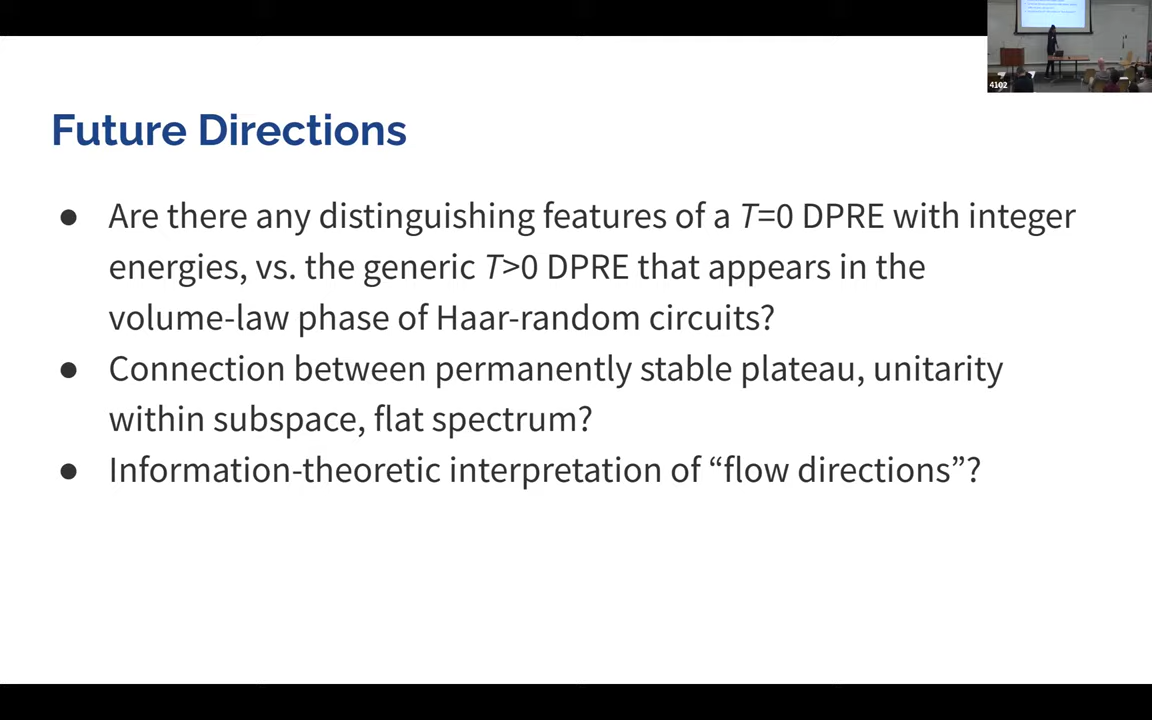 4102
Future Directions
● Are there any distinguishing features of a T=0 DPRE with integer
energies, vs. the generic T>0 DPRE that appears in the
volume-law phase of Haar-random circuits?
● Connection between permanently stable plateau, unitarity
within subspace, flat spectrum?
● Information-theoretic interpretation of “flow directions”?